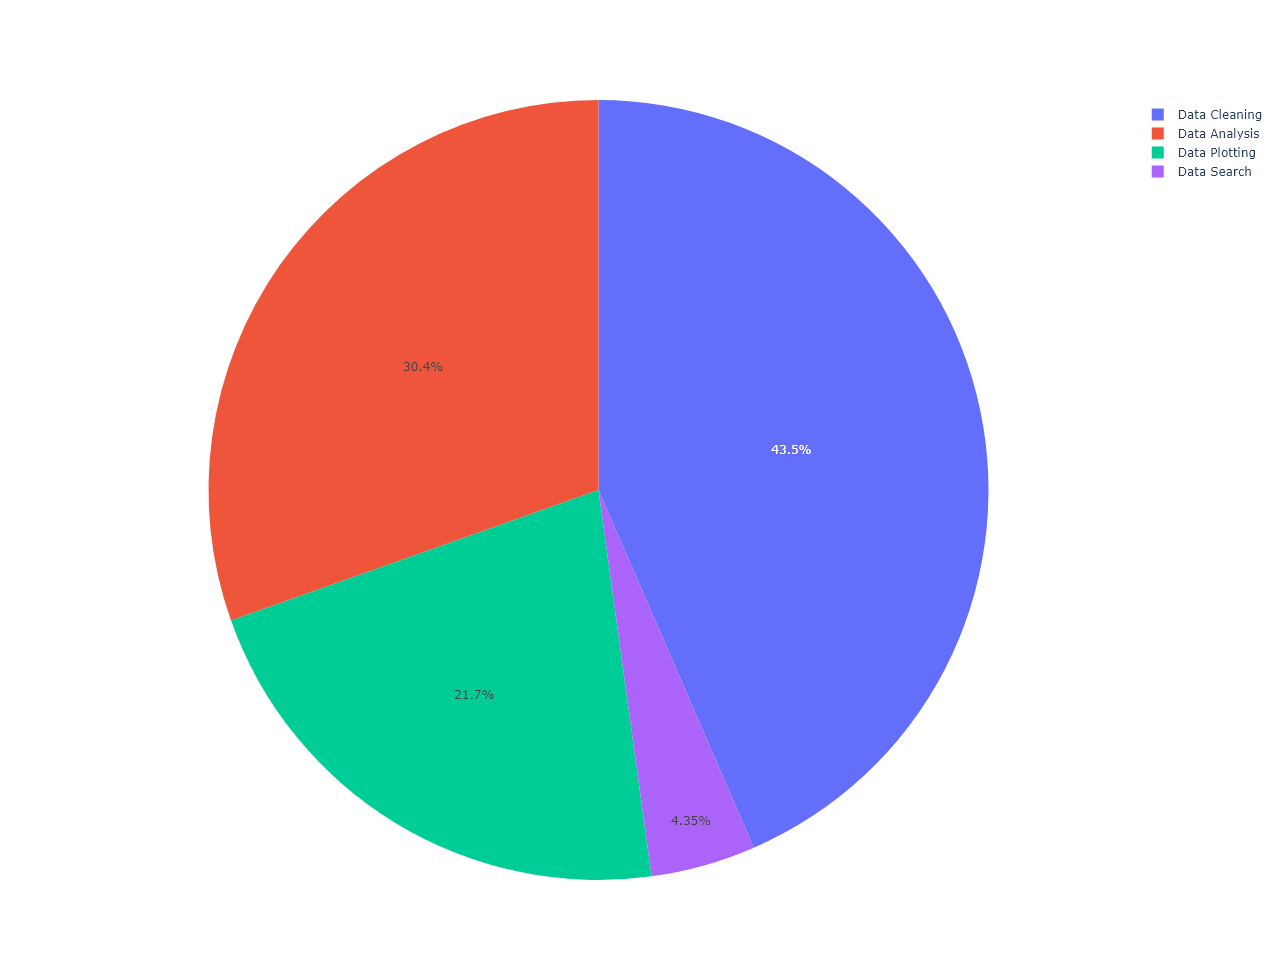 Data Cleaning
Data Analysis
Data Plotting
Data Search
30.4%
43.5%
21.7%
4.35%